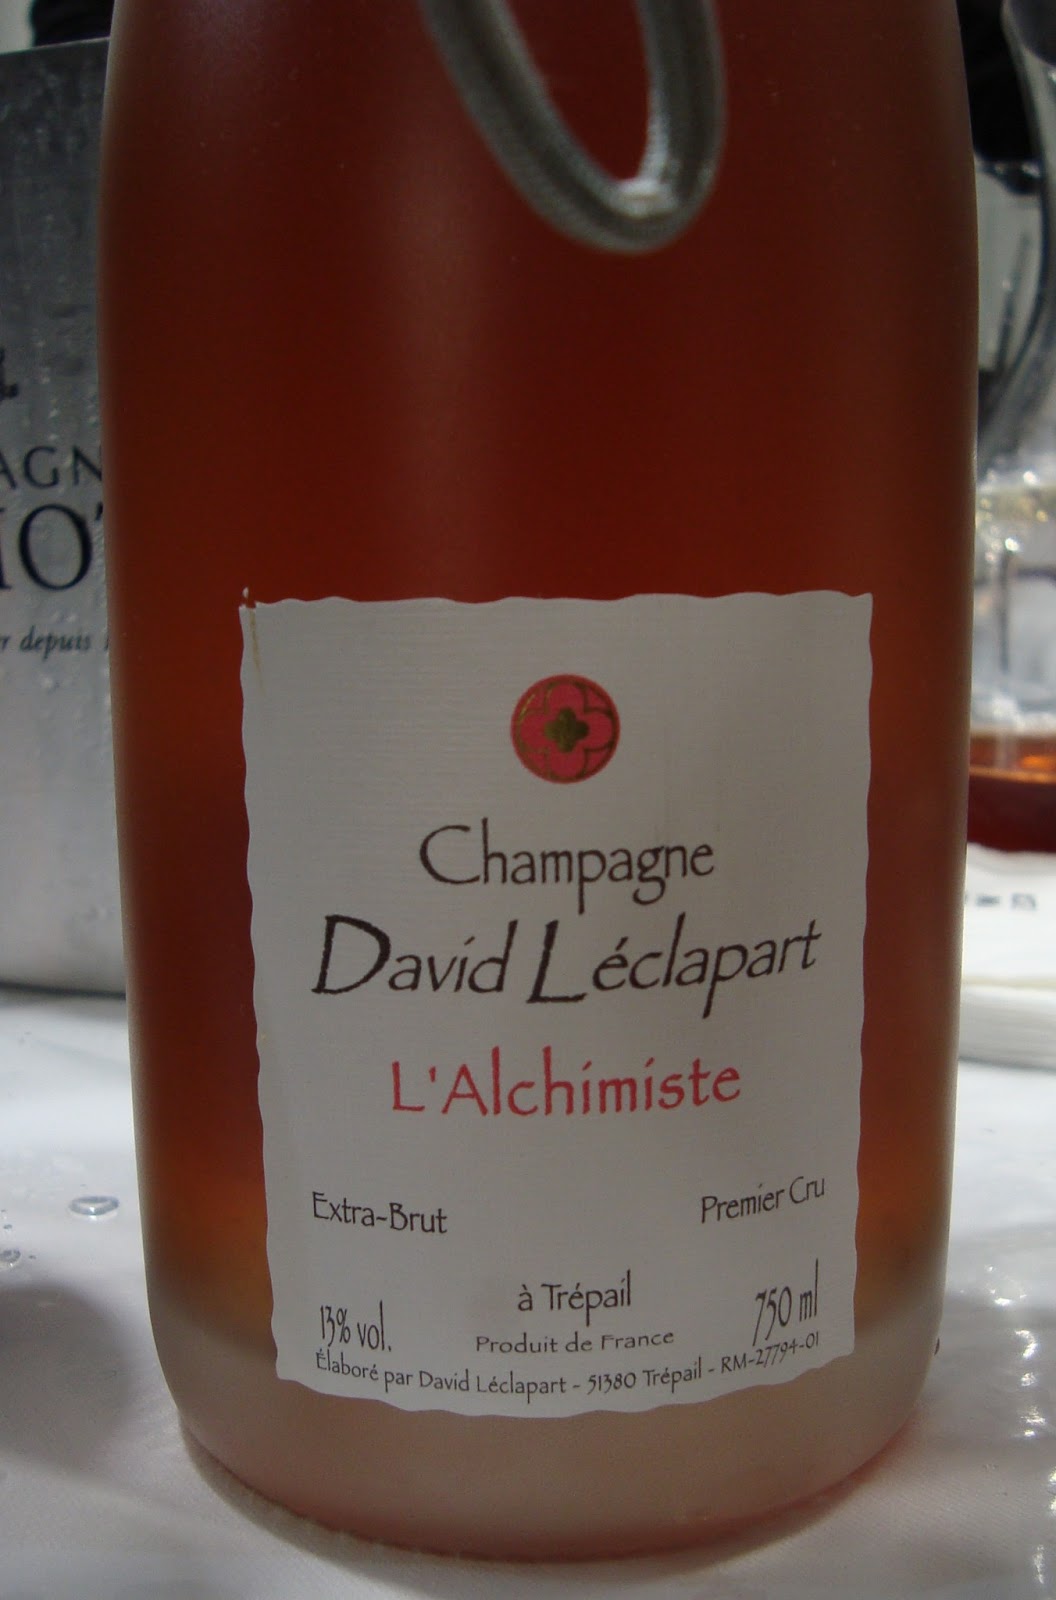 Champagne
David Léclapart
L'Alchimiste
Extra-Brut
Premier Cru
à Trépail
13% vol.
Produit de France
750 ml
Élaboré par David Léclapart - 51380 Trépail - RM-27794-01
depuis